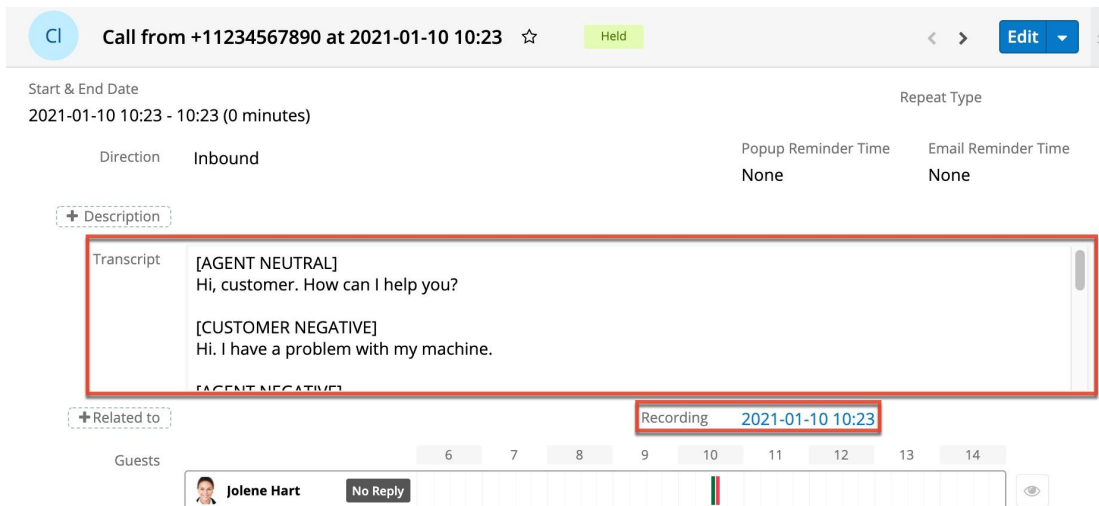 CI Call from +11234567890 at 2021-01-10 10:23 Held Edit
Start & End Date
Repeat Type
2021-01-10 10:23 - 10:23 (0 minutes)
Direction Inbound
Popup Reminder Time Email Reminder Time
None None
+ Description
Transcript
[AGENT NEUTRAL]
Hi, customer. How can I help you?
[CUSTOMER NEGATIVE]
Hi. I have a problem with my machine.
[AGENT NEGATIVE]
+Related to Recording 2021-01-10 10:23
Guests 6 7 8 9 10 11 12 13 14
Jolene Hart No Reply